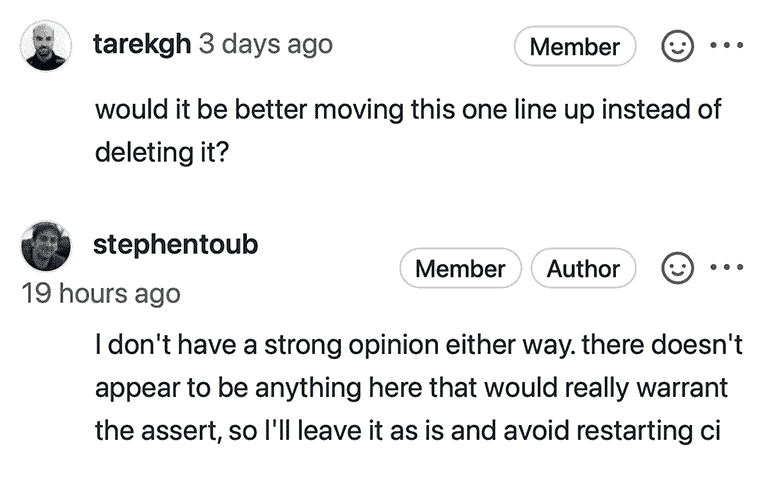 tarekgh 3 days ago Member
would it be better moving this one line up instead of
deleting it?
stephentoub
Member Author
19 hours ago
I don't have a strong opinion either way. there doesn't
appear to be anything here that would really warrant
the assert, so I'll leave it as is and avoid restarting ci